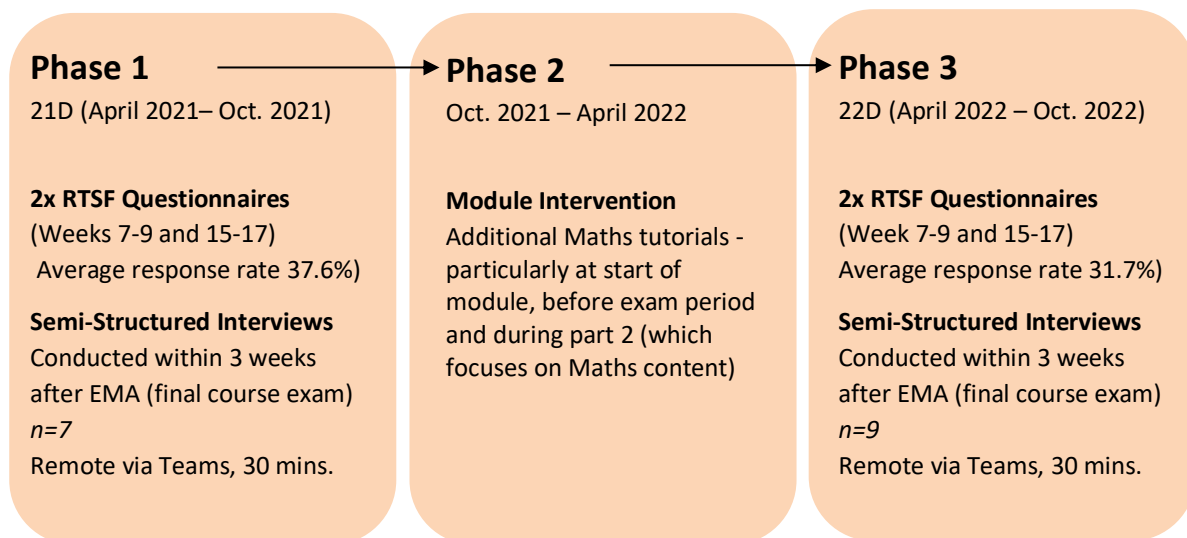 Phase 1
21D (April 2021– Oct. 2021)
2x RTSF Questionnaires
(Weeks 7-9 and 15-17)
Average response rate 37.6%)
Semi-Structured Interviews
Conducted within 3 weeks
after EMA (final course exam)
n=7
Remote via Teams, 30 mins.
Phase 2
Oct. 2021 – April 2022
Module Intervention
Additional Maths tutorials -
particularly at start of
module, before exam period
and during part 2 (which
focuses on Maths content)
Phase 3
22D (April 2022 – Oct. 2022)
2x RTSF Questionnaires
(Week 7-9 and 15-17)
Average response rate 31.7%)
Semi-Structured Interviews
Conducted within 3 weeks
after EMA (final course exam)
n=9
Remote via Teams, 30 mins.